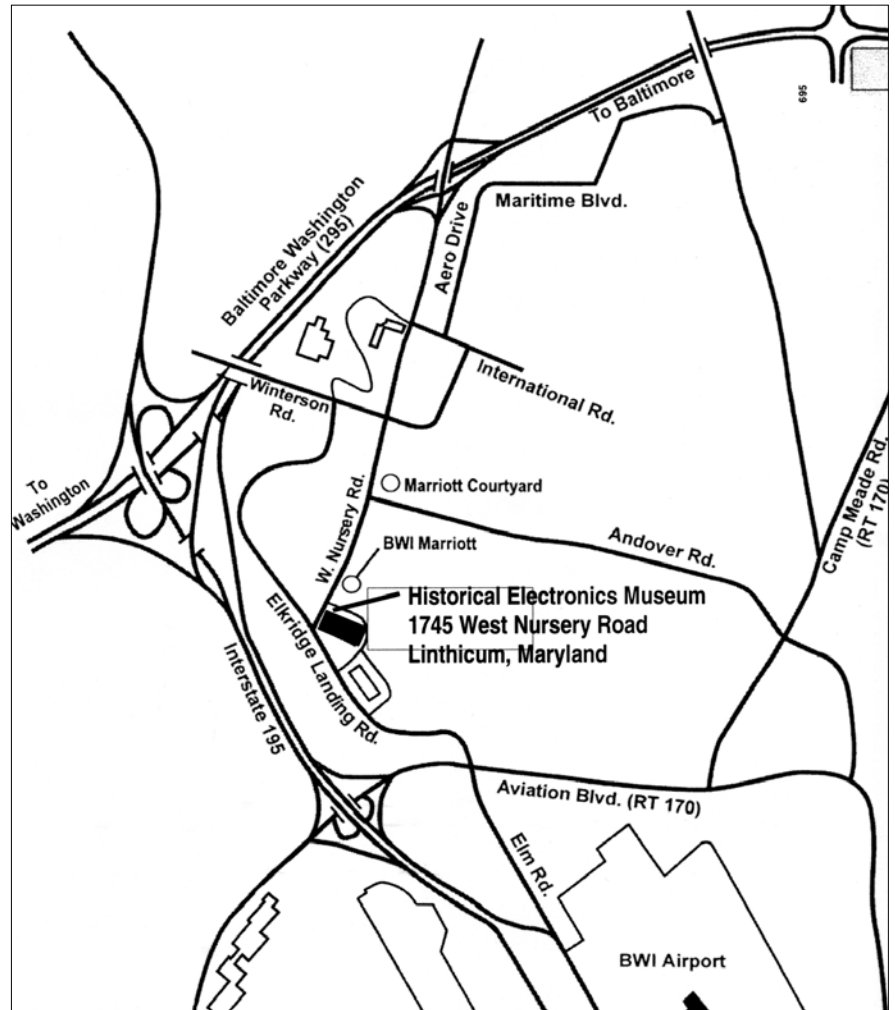 695
To Baltimore
Maritime Blvd.
Aero Drive
Baltimore Washington
Parkway (295)
International Rd.
Winterson
Rd.
To
Washington
Marriott Courtyard
W. Nursery Rd.
BWI Marriott
Andover Rd.
Camp Meade Rd.
(RT 170)
Historical Electronics Museum
1745 West Nursery Road
Linthicum, Maryland
Elkridge Landing Rd.
Interstate 195
Aviation Blvd. (RT 170)
Elm Rd.
BWI Airport